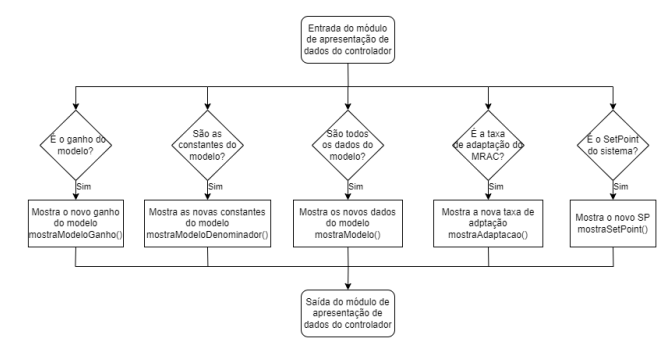 Entrada do módulo
de apresentação de
dados do controlador
É o ganho do
modelo?
São as
constantes do
modelo?
São todos
os dados do
modelo?
É a taxa
de adaptação do
MRAC?
É o SetPoint
do sistema?
Sim
Sim
Sim
Sim
Sim
Mostra o novo ganho
do modelo
mostraModeloGanho()
Mostra as novas constantes
do modelo
mostraModeloDenominador()
Mostra os novos dados
do modelo
mostraModelo()
Mostra a nova taxa de
adptação
mostraAdaptacao()
Mostra o novo SP
mostraSetPoint()
Saída do módulo de
apresentação de
dados do controlador